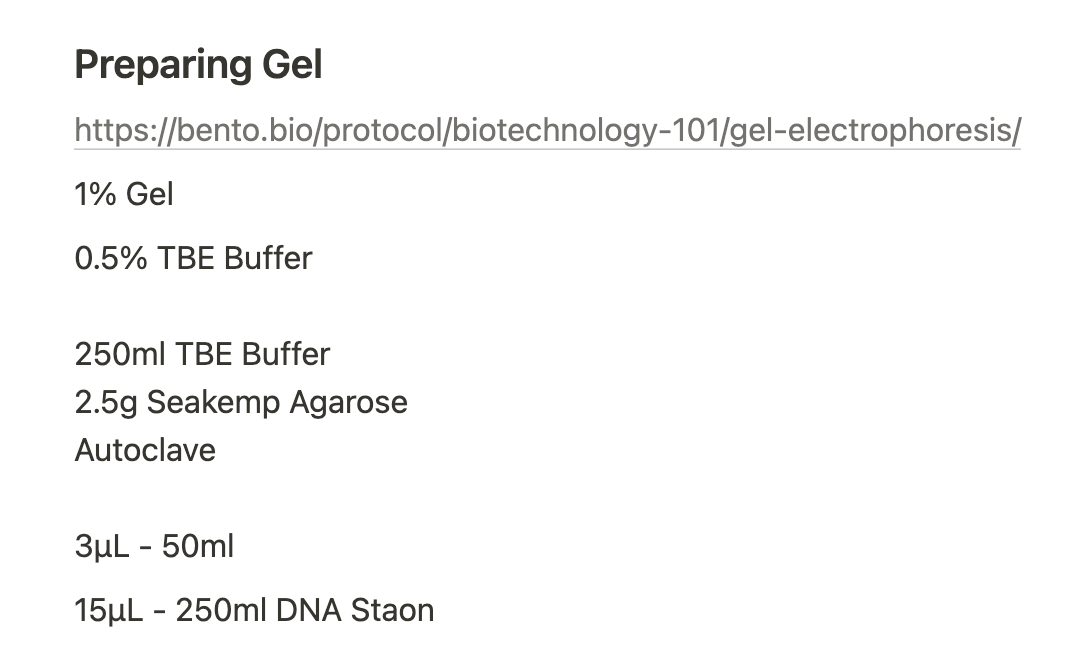 Preparing Gel
https://bento.bio/protocol/biotechnology-101/gel-electrophoresis/
1% Gel
0.5% TBE Buffer
250ml TBE Buffer
2.5g Seakemp Agarose
Autoclave
3µL - 50ml
15µL - 250ml DNA Staon